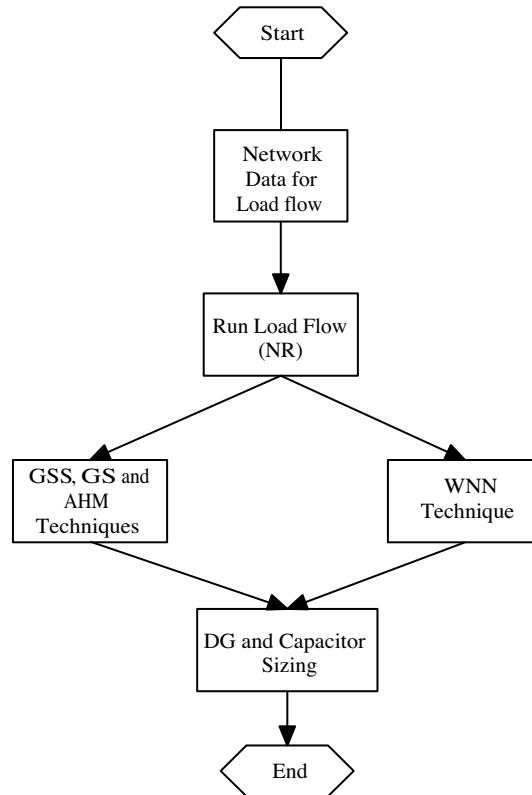 Start
Network
Data for
Load flow
Run Load Flow
(NR)
GSS, GS and
AHM
Techniques
WNN
Technique
DG and Capacitor
Sizing
End